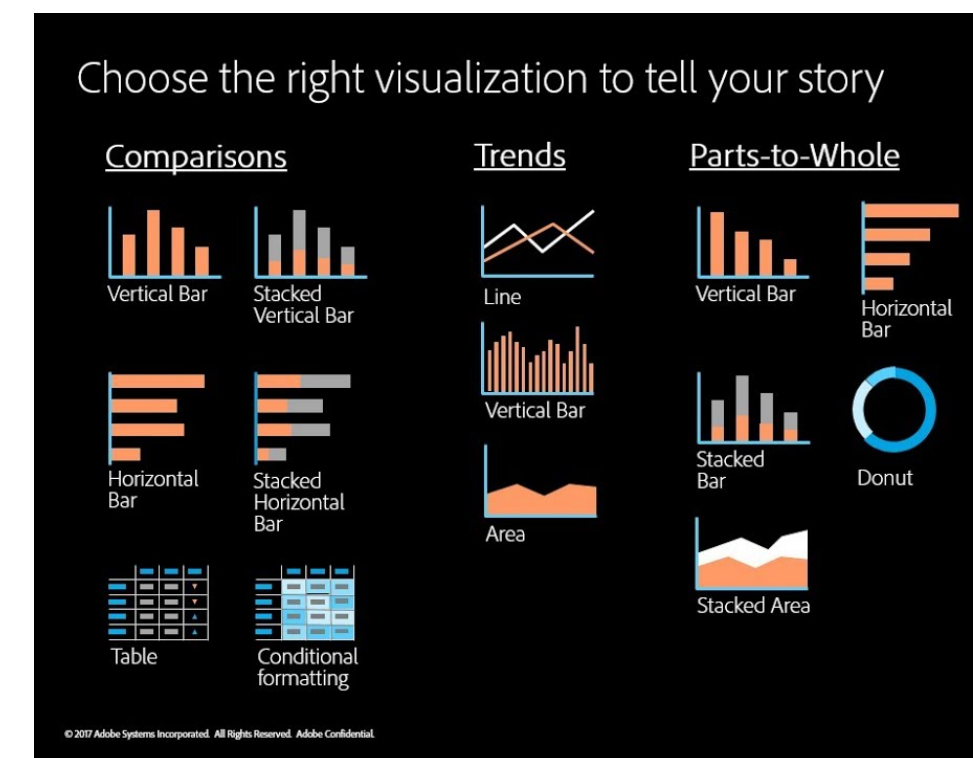 Choose the right visualization to tell your story
Comparisons
Vertical Bar
Stacked
Vertical Bar
Horizontal
Bar
Stacked
Horizontal
Bar
Table
Conditional
formatting
Trends
Line
Vertical Bar
Area
Parts-to-Whole
Vertical Bar
Horizontal
Bar
Stacked
Bar
Donut
Stacked Area
© 2017 Adobe Systems Incorporated. All Rights Reserved. Adobe Confidential.